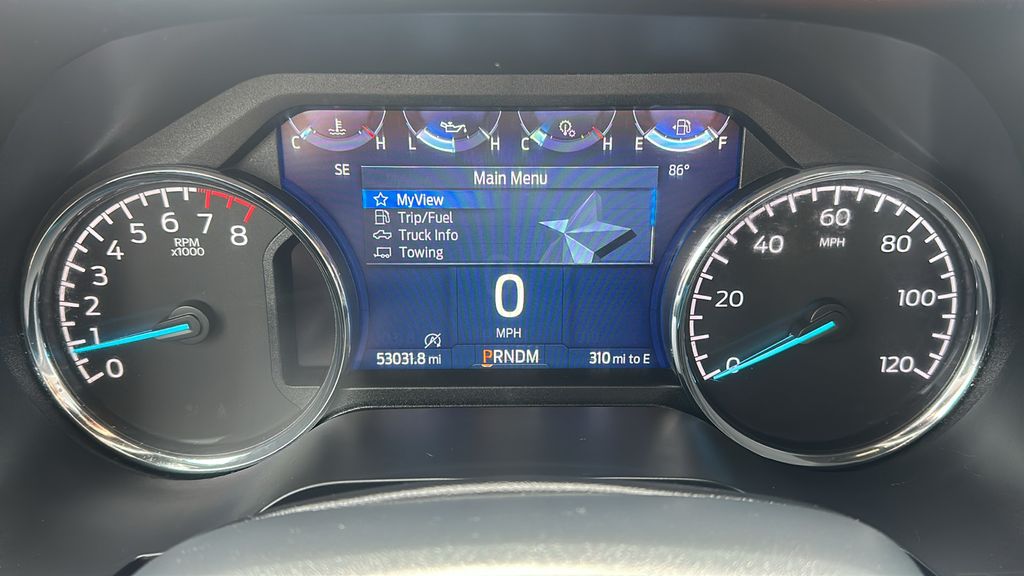 C H L H C H E F
SE 86°
Main Menu
MyView
Trip/Fuel
Truck Info
Towing
0
MPH
53031.8 mi PRNDM 310 mi to E
0 1 2 3 4 5 6 7 8
RPM
x1000
0 20 40 60 80 100 120
MPH